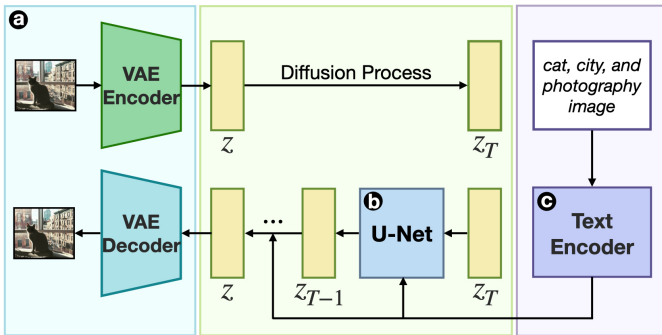 a
VAE
Encoder
z
Diffusion Process
z_T
cat, city, and
photography
image
VAE
Decoder
z
...
z_{T-1}
b
U-Net
z_T
c
Text
Encoder